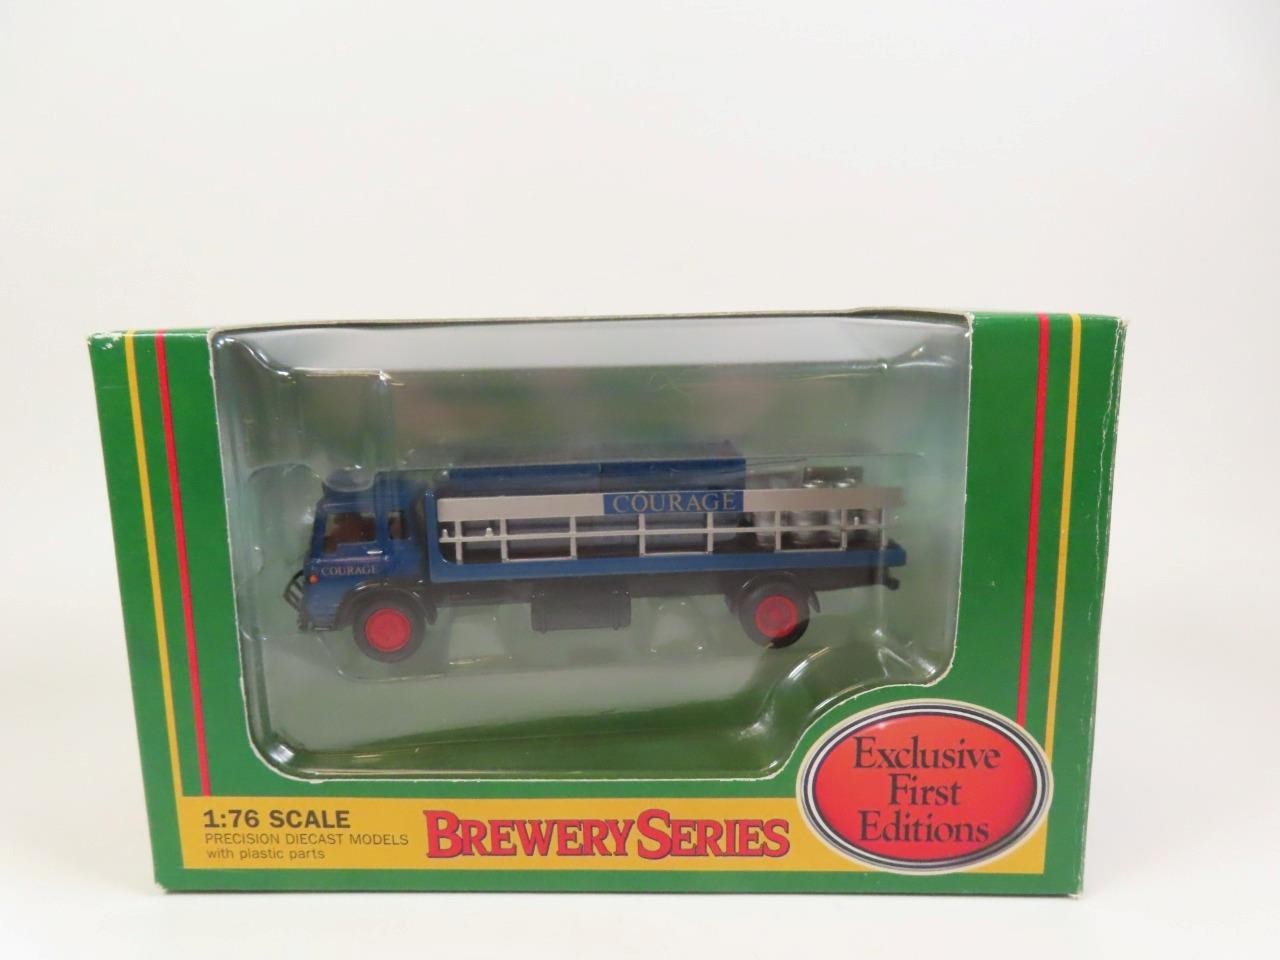 COURAGE
COURAGE
1:76 SCALE
PRECISION DIECAST MODELS
with plastic parts
BREWERY SERIES
Exclusive
First
Editions